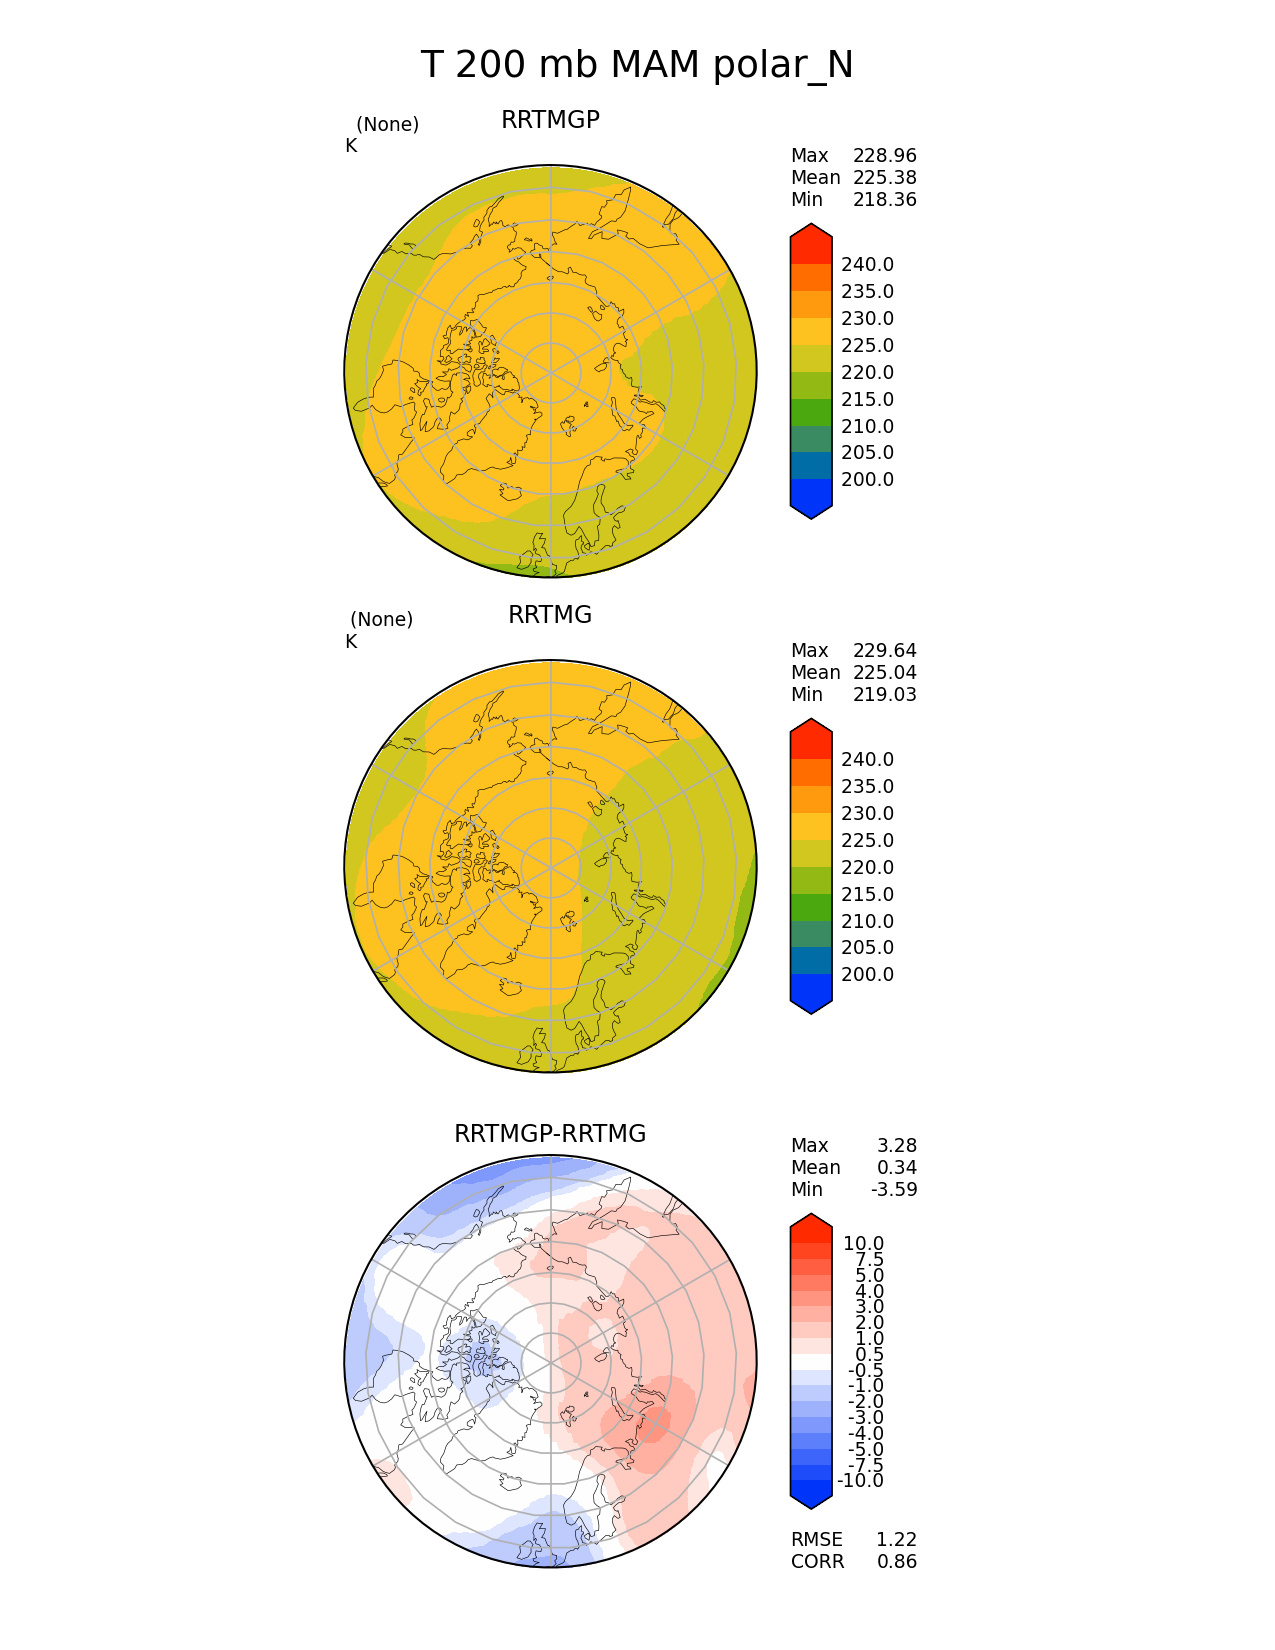 T 200 mb MAM polar_N
(None)
RRTMGP
K
Max 228.96
Mean 225.38
Min 218.36
240.0
235.0
230.0
225.0
220.0
215.0
210.0
205.0
200.0
(None)
RRTMG
K
Max 229.64
Mean 225.04
Min 219.03
240.0
235.0
230.0
225.0
220.0
215.0
210.0
205.0
200.0
RRTMGP-RRTMG
Max 3.28
Mean 0.34
Min -3.59
10.0
7.5
5.0
4.0
3.0
2.0
1.0
0.5
-0.5
-1.0
-2.0
-3.0
-4.0
-5.0
-7.5
-10.0
RMSE 1.22
CORR 0.86